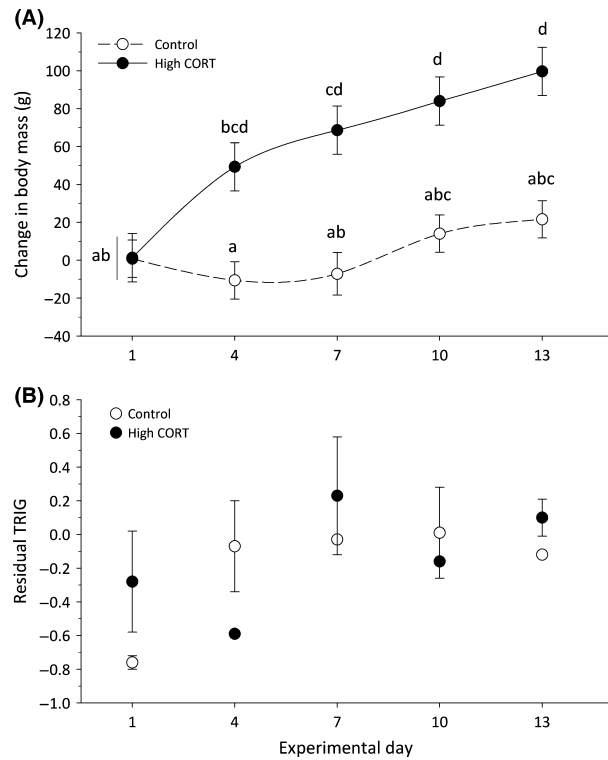 (A)
Control
High CORT
Change in body mass (g)
120
100
80
60
40
20
0
−20
−40
ab
bcd
cd
d
d
a
ab
abc
abc
1 4 7 10 13
(B)
Control
High CORT
Residual TRIG
0.8
0.6
0.4
0.2
0.0
−0.2
−0.4
−0.6
−0.8
−1.0
1 4 7 10 13
Experimental day